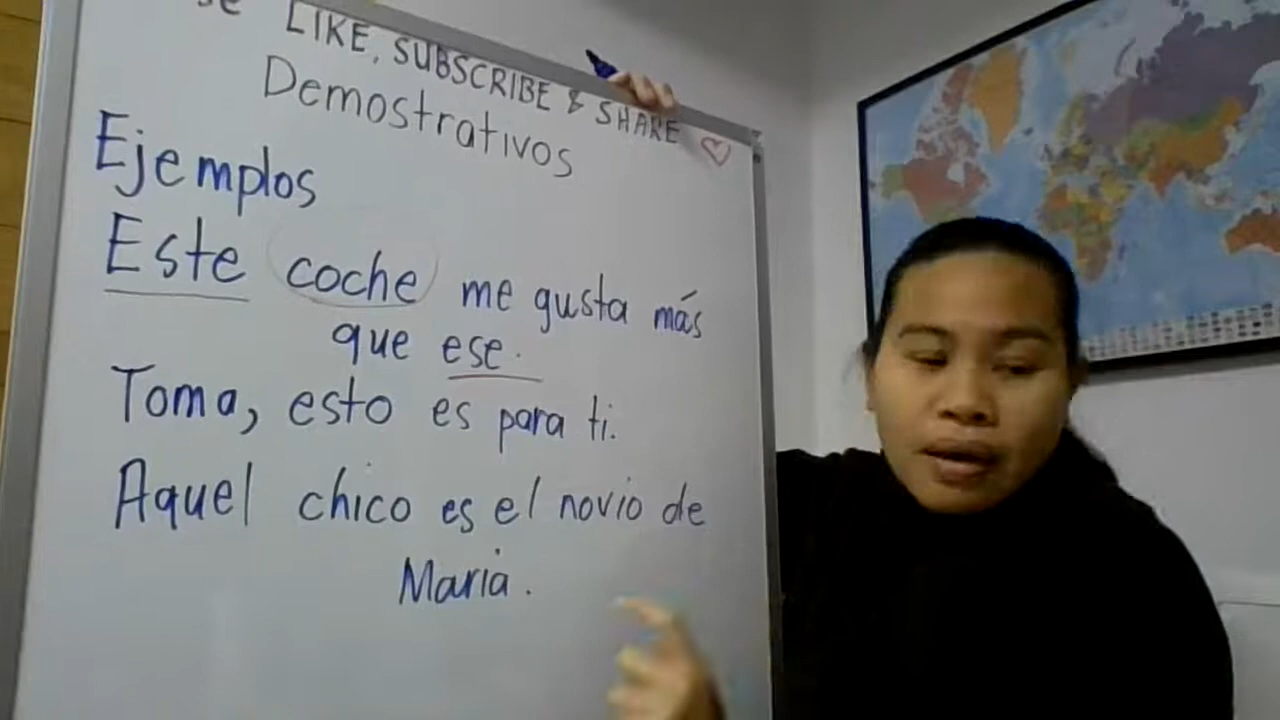 LIKE, SUBSCRIBE & SHARE
Demostrativos
Ejemplos
Este coche me gusta más
que ese.
Toma, esto es para ti.
Aquel chico es el novio de
Maria.